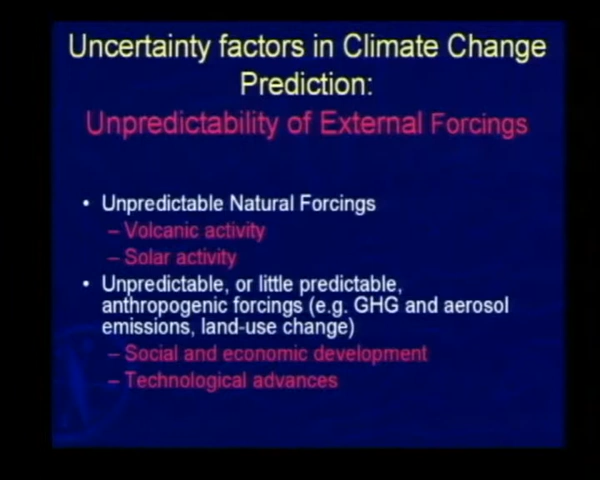 Uncertainty factors in Climate Change
Prediction:
Unpredictability of External Forcings
• Unpredictable Natural Forcings
– Volcanic activity
– Solar activity
• Unpredictable, or little predictable,
anthropogenic forcings (e.g. GHG and aerosol
emissions, land-use change)
– Social and economic development
– Technological advances